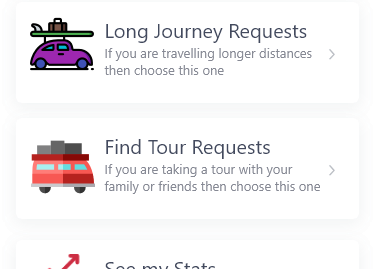 Long Journey Requests
If you are travelling longer distances
then choose this one
Find Tour Requests
If you are taking a tour with your
family or friends then choose this one
See my Stats